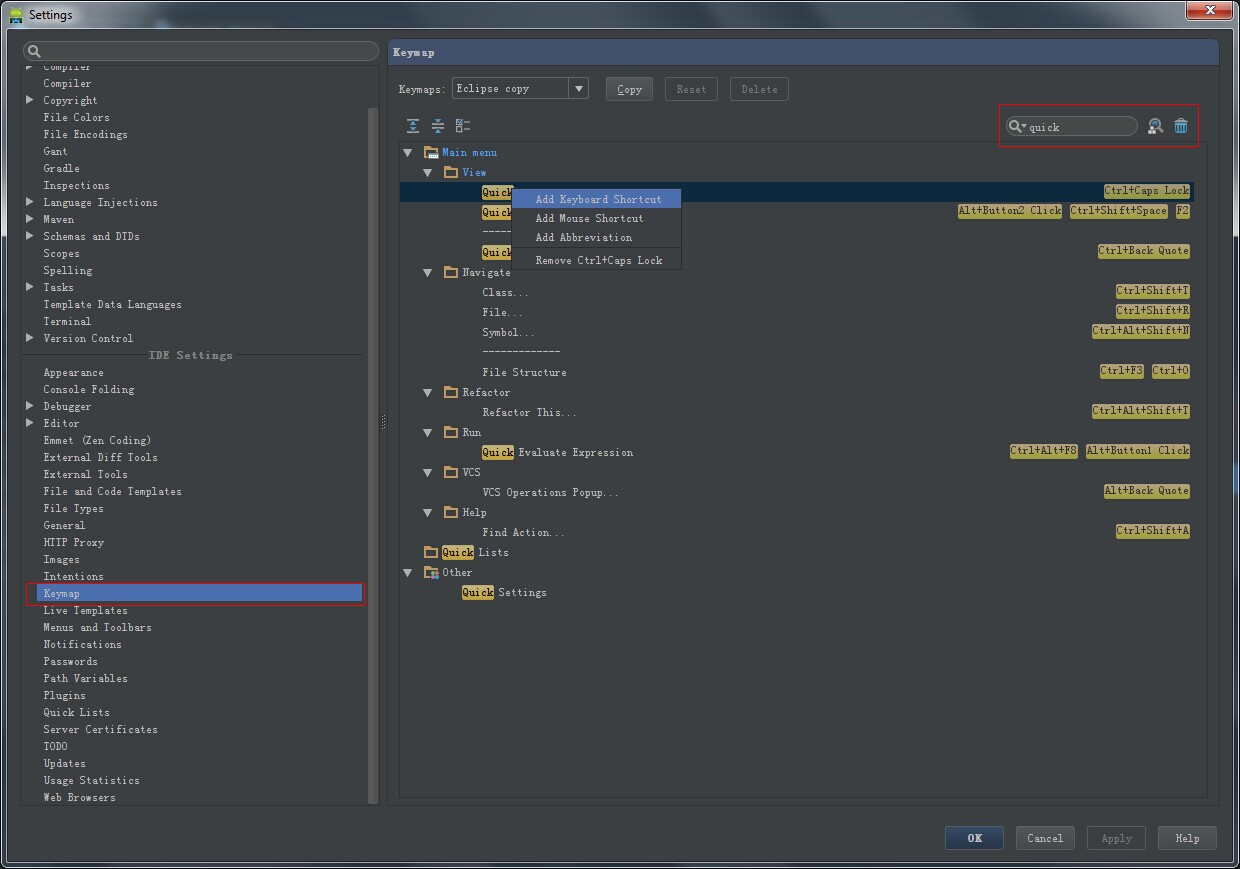 Settings
Compiler
Compiler
Copyright
File Colors
File Encodings
Gant
Gradle
Inspections
Language Injections
Maven
Schemas and DTDs
Scopes
Spelling
Tasks
Template Data Languages
Terminal
Version Control
IDE Settings
Appearance
Console Folding
Debugger
Editor
Emmet (Zen Coding)
External Diff Tools
External Tools
File and Code Templates
File Types
General
HTTP Proxy
Images
Intentions
Keymap
Live Templates
Menus and Toolbars
Notifications
Passwords
Path Variables
Plugins
Quick Lists
Server Certificates
TODO
Updates
Usage Statistics
Web Browsers
Keymap
Keymaps: Eclipse copy Copy Reset Delete
quick
Main menu
View
Quick Ctrl+Caps Lock
Quick Alt+Button2 Click Ctrl+Shift+Space F2
Quick Ctrl+Back Quote
Add Keyboard Shortcut
Add Mouse Shortcut
Add Abbreviation
Remove Ctrl+Caps Lock
Navigate
Class... Ctrl+Shift+T
File... Ctrl+Shift+R
Symbol... Ctrl+Alt+Shift+N
-------------
File Structure Ctrl+F3 Ctrl+O
Refactor
Refactor This... Ctrl+Alt+Shift+T
Run
Quick Evaluate Expression Ctrl+Alt+F8 Alt+Button1 Click
VCS
VCS Operations Popup... Alt+Back Quote
Help
Find Action... Ctrl+Shift+A
Quick Lists
Other
Quick Settings
OK Cancel Apply Help